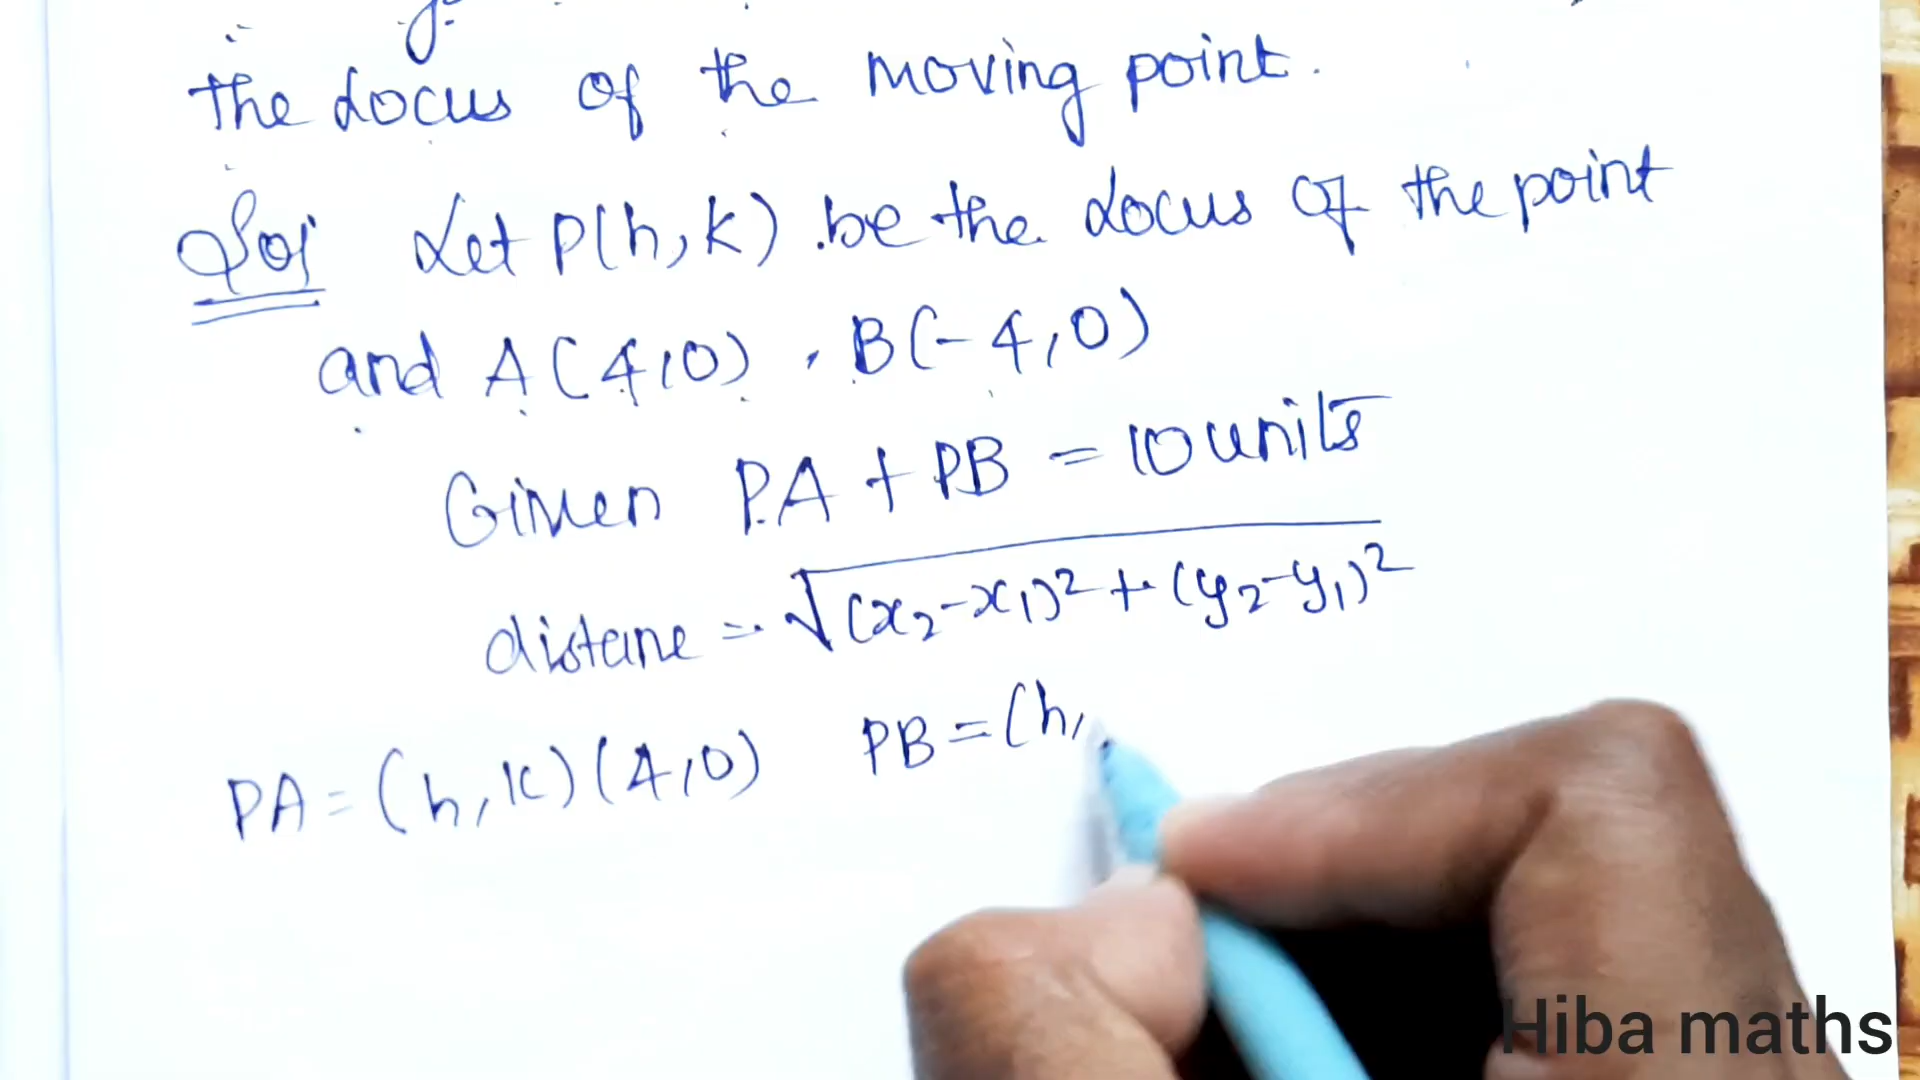 the Locus of the moving point.
Sol Let P(h,k) be the Locus of the point
and A(4,0), B(-4,0)
Given PA + PB = 10 units
distane = √(x₂-x₁)² + (y₂-y₁)²
PA = (h,k)(4,0) PB = (h,
Hiba maths